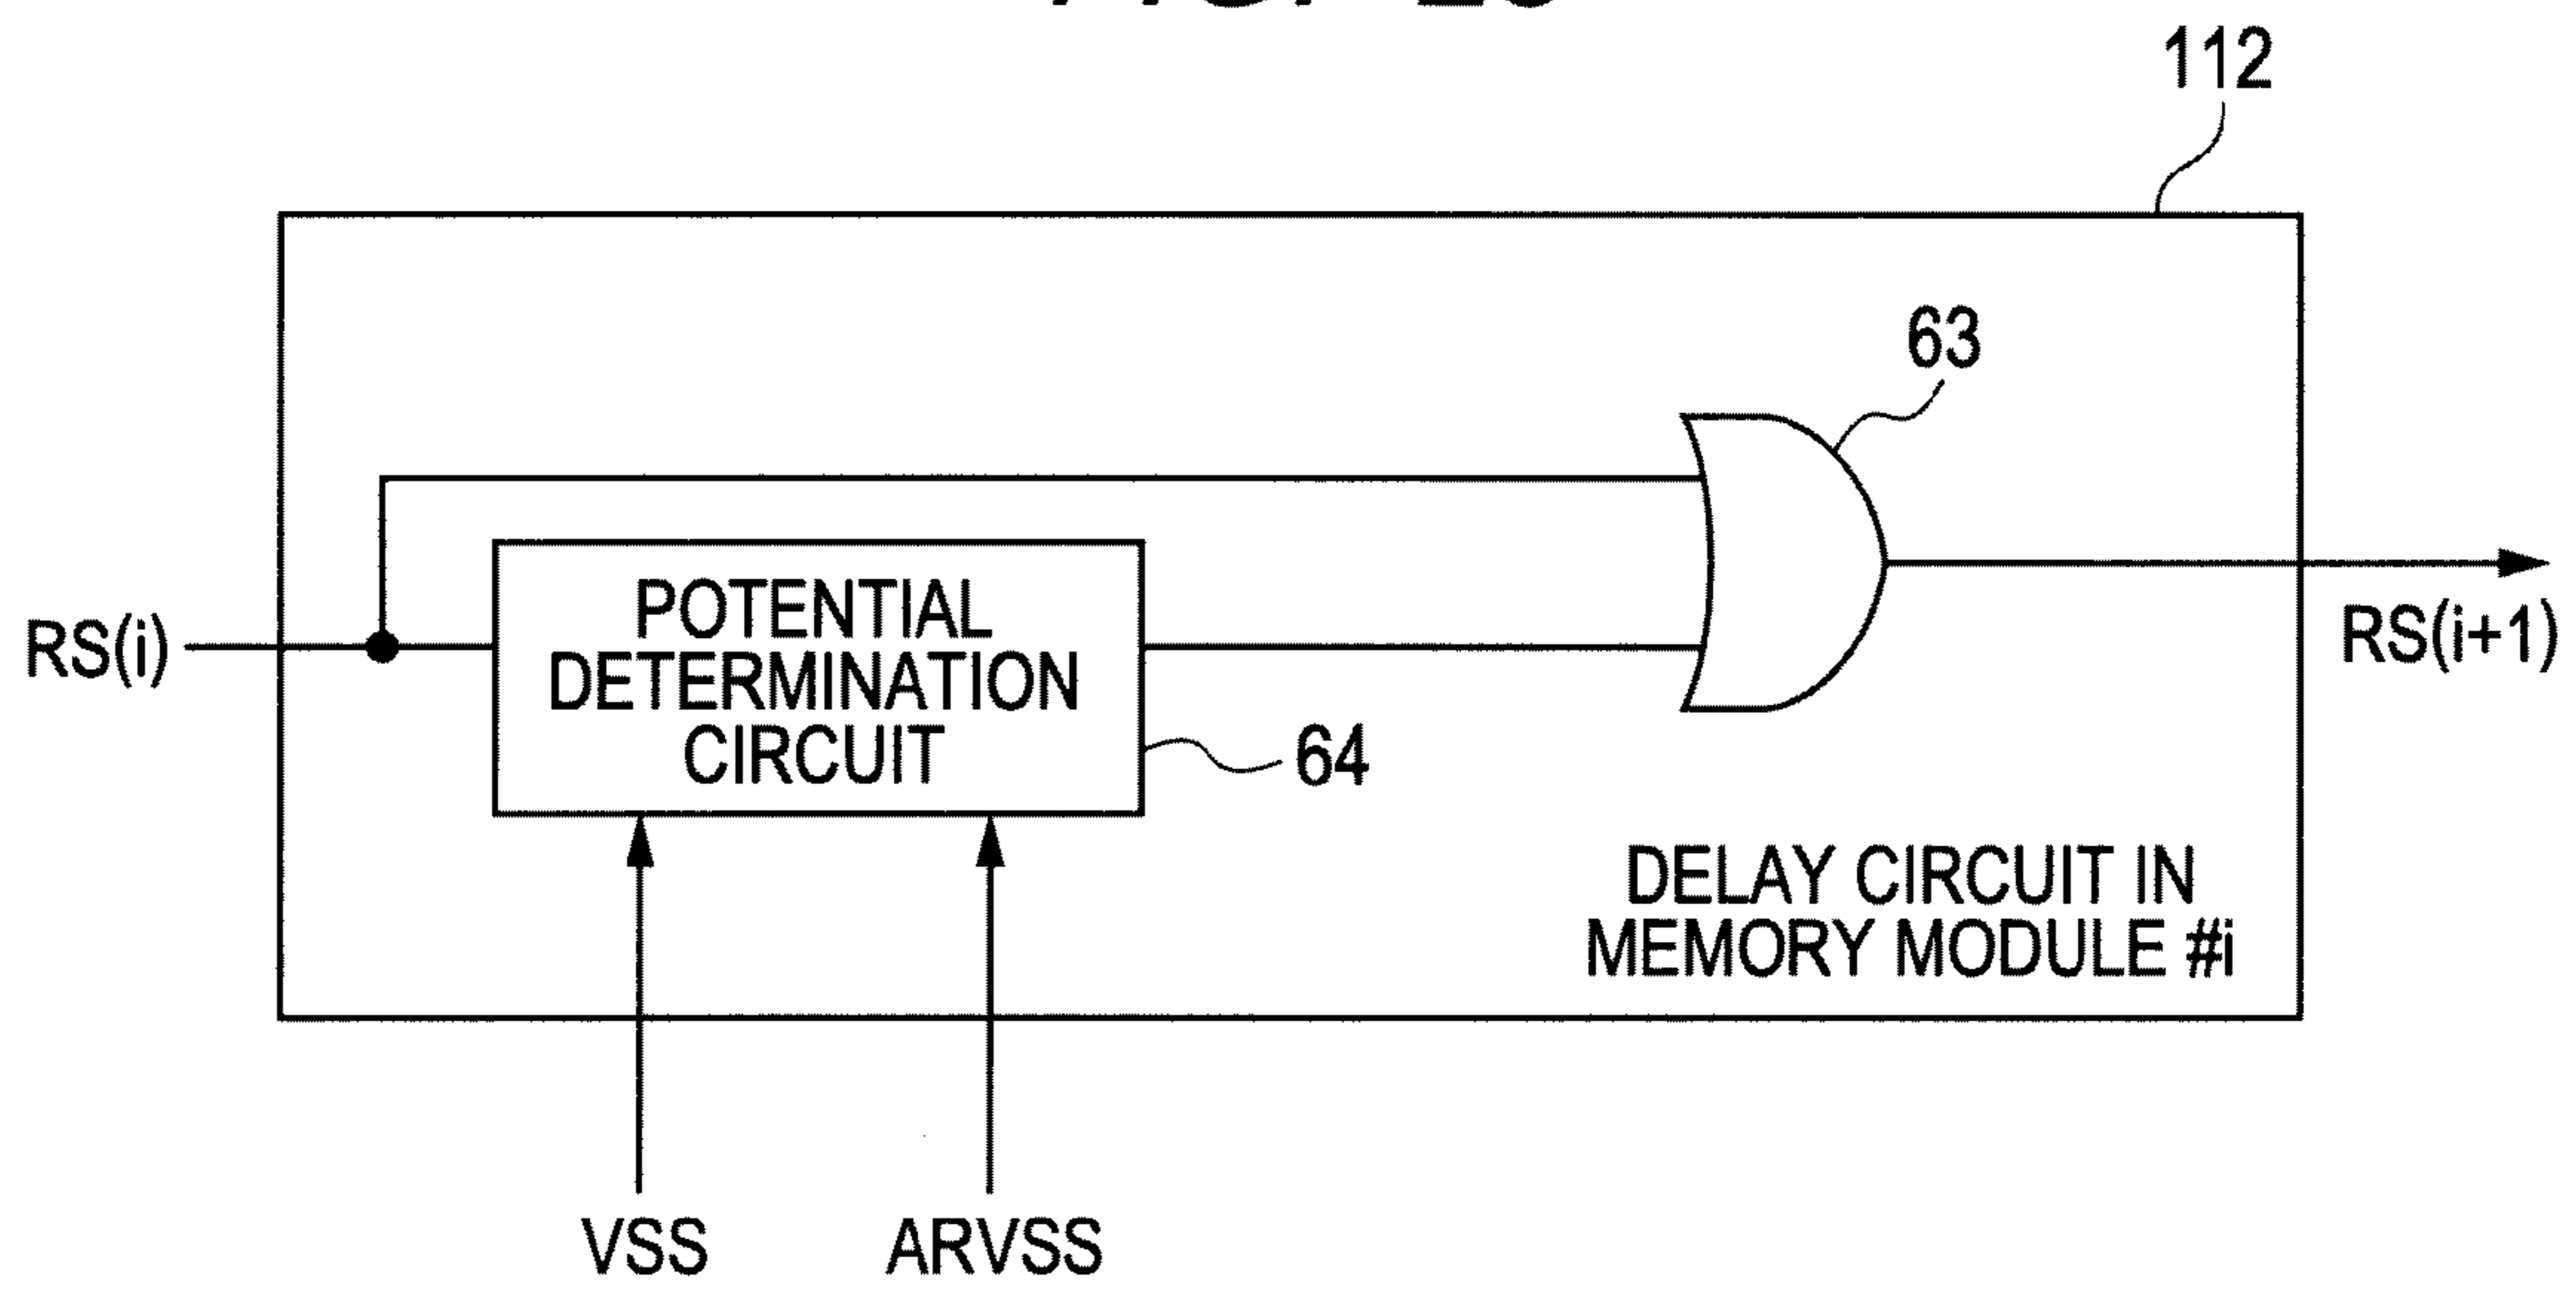 112
63
RS(i)
POTENTIAL
DETERMINATION
CIRCUIT
64
RS(i+1)
DELAY CIRCUIT IN
MEMORY MODULE #i
VSS
ARVSS